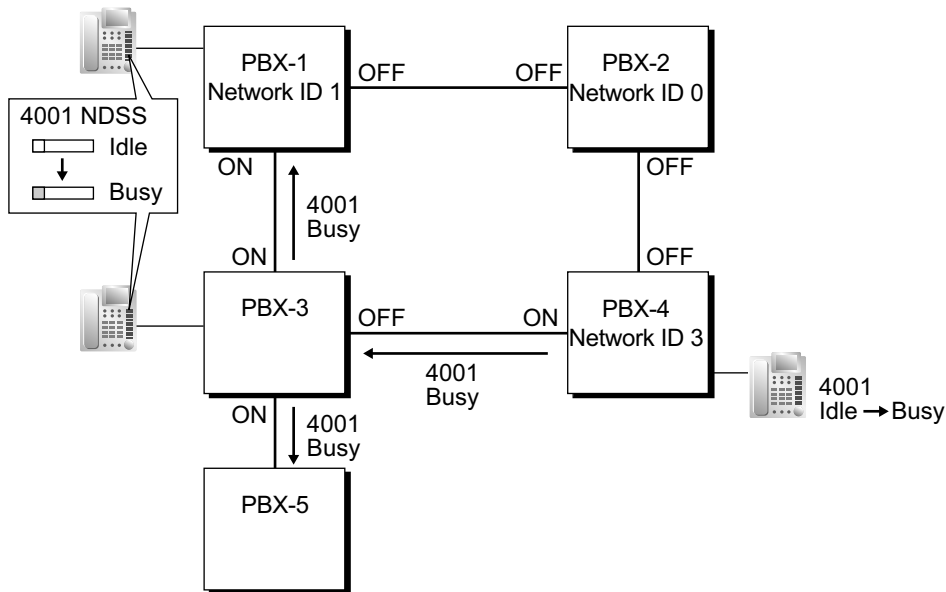 PBX-1
Network ID 1
OFF
OFF
PBX-2
Network ID 0
4001 NDSS
Idle
Busy
ON
4001
Busy
ON
OFF
OFF
PBX-3
OFF
ON
PBX-4
Network ID 3
4001
Busy
4001
Idle
Busy
ON
4001
Busy
PBX-5